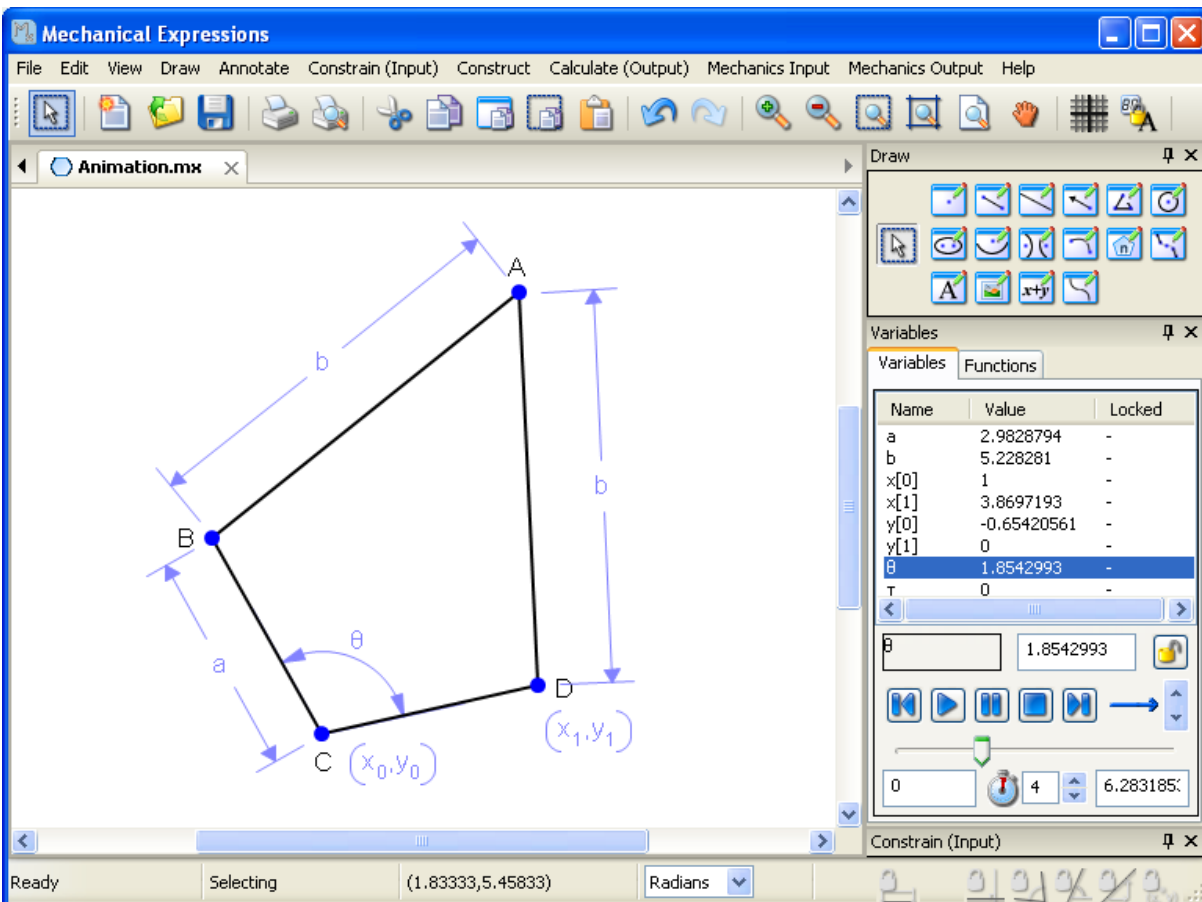 Mechanical Expressions
File Edit View Draw Annotate Constrain (Input) Construct Calculate (Output) Mechanics Input Mechanics Output Help
Animation.mx
Draw
A
x+y
n
Variables
Variables Functions
Name Value Locked
a 2.9828794 -
b 5.228281 -
x[0] 1 -
x[1] 3.8697193 -
y[0] -0.65420561 -
y[1] 0 -
θ 1.8542993 -
τ 0 -
θ 1.8542993
0 4 6.283185
A
b
b
B
θ
a
D
(x₁,y₁)
C (x₀,y₀)
Constrain (Input)
Ready Selecting (1.83333,5.45833) Radians